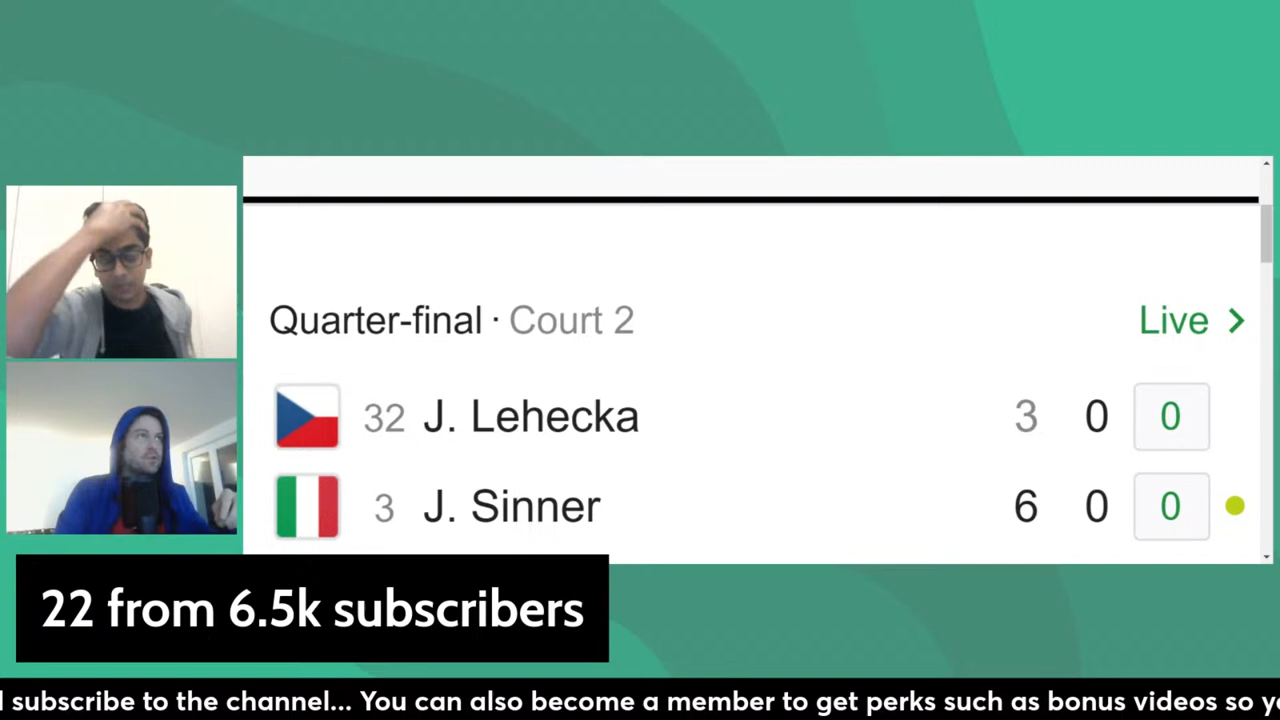 Quarter-final · Court 2
Live
32 J. Lehecka 3 0 0
3 J. Sinner 6 0 0
22 from 6.5k subscribers
subscribe to the channel... You can also become a member to get perks such as bonus videos so